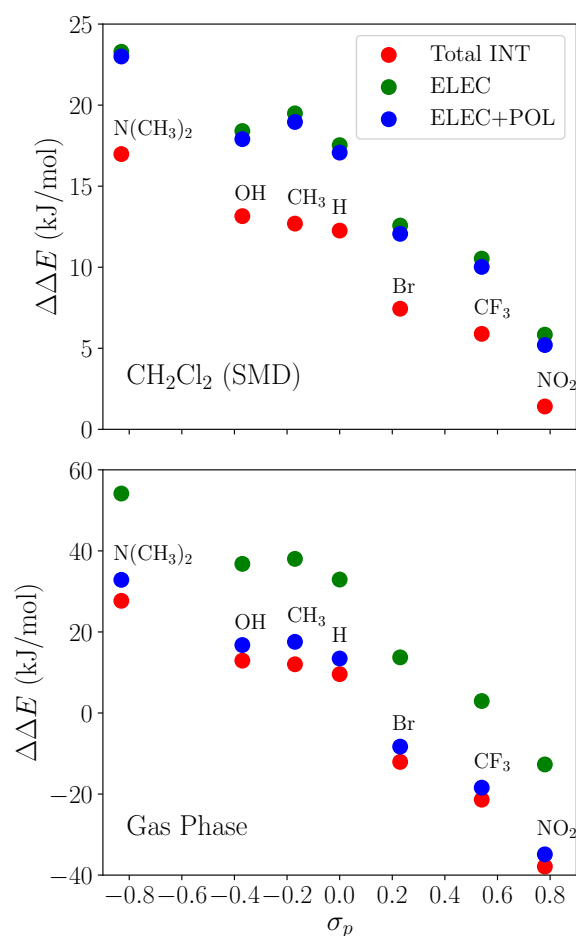 25
20
15
10
5
0
ΔΔE (kJ/mol)
Total INT
ELEC
ELEC+POL
N(CH₃)₂
OH
CH₃
H
Br
CF₃
NO₂
CH₂Cl₂ (SMD)
60
40
20
0
−20
−40
ΔΔE (kJ/mol)
N(CH₃)₂
OH
CH₃
H
Br
CF₃
NO₂
Gas Phase
−0.8 −0.6 −0.4 −0.2 0.0 0.2 0.4 0.6 0.8
σₚ